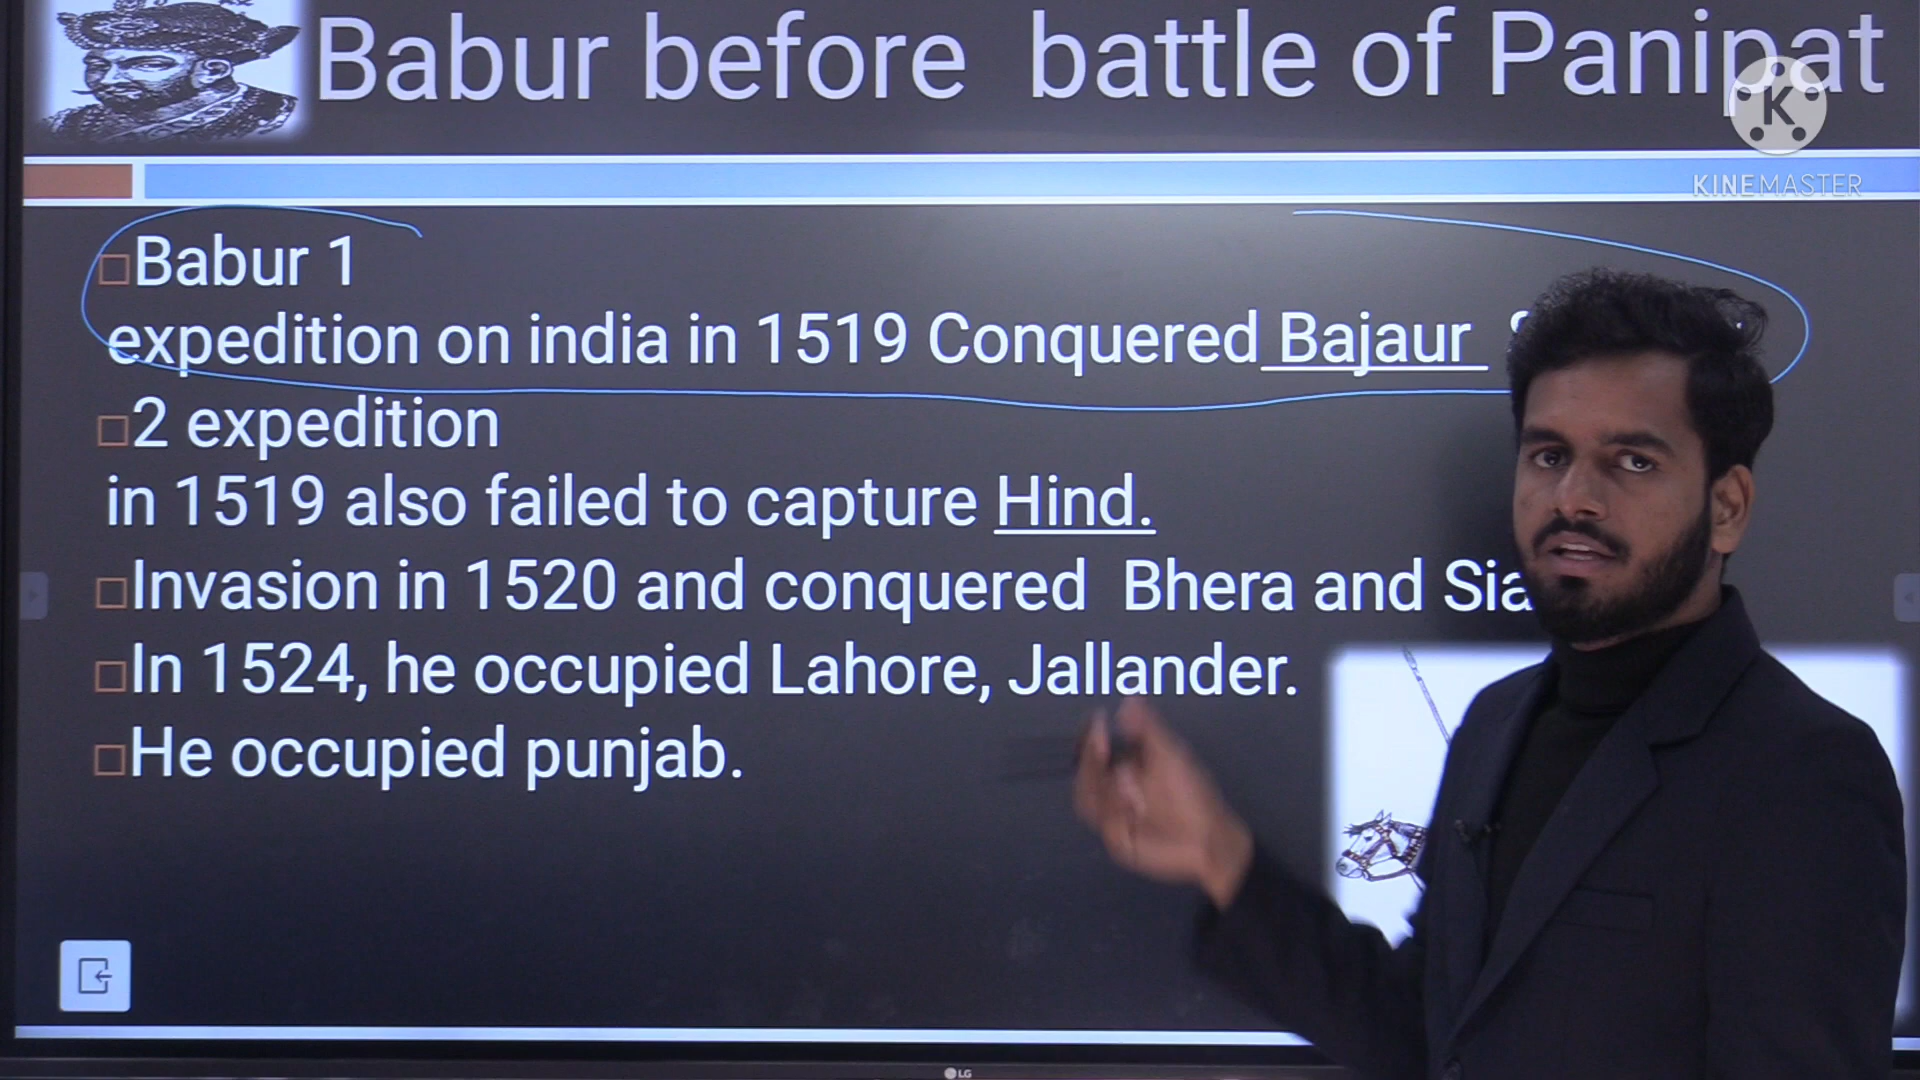 Babur before battle of Panipat
K
KINEMASTER
Babur 1
expedition on india in 1519 Conquered Bajaur
2 expedition
in 1519 also failed to capture Hind.
Invasion in 1520 and conquered Bhera and
In 1524, he occupied Lahore, Jallander.
He occupied punjab.
LG